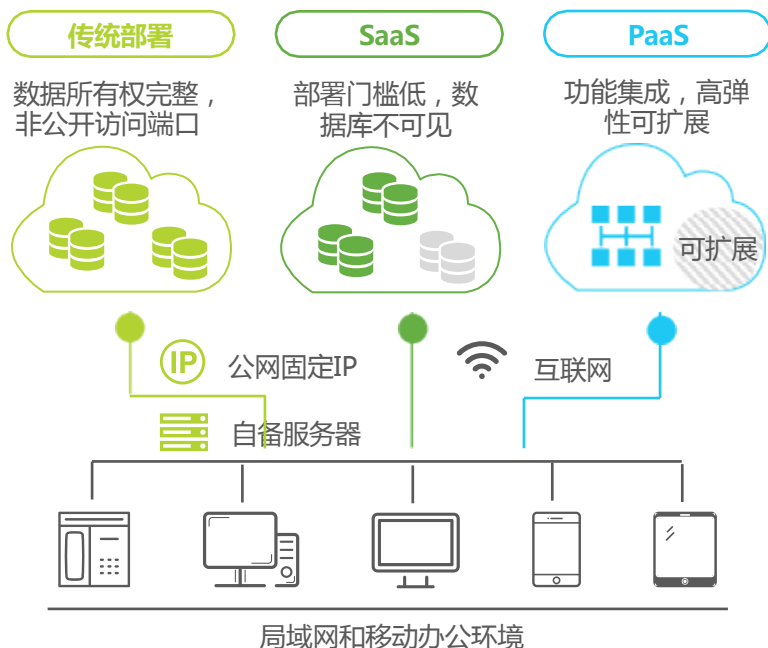 传统部署
SaaS
PaaS
数据所有权完整，
非公开访问端口
部署门槛低，数
据库不可见
功能集成，高弹
性可扩展
可扩展
IP
公网固定IP
互联网
自备服务器
局域网和移动办公环境